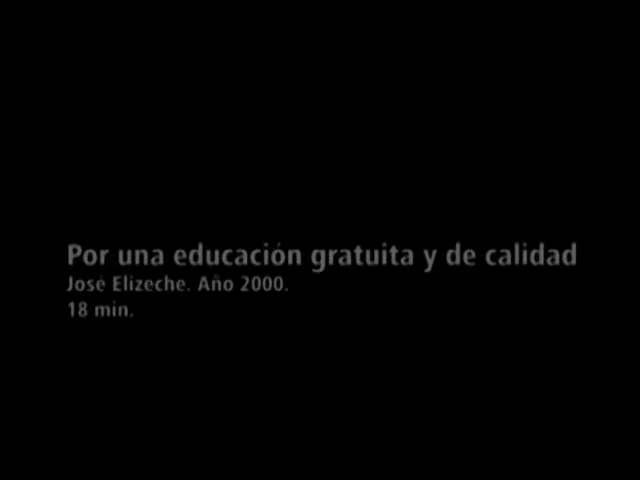 Por una educación gratuita y de calidad
José Elizeche. Año 2000.
18 min.